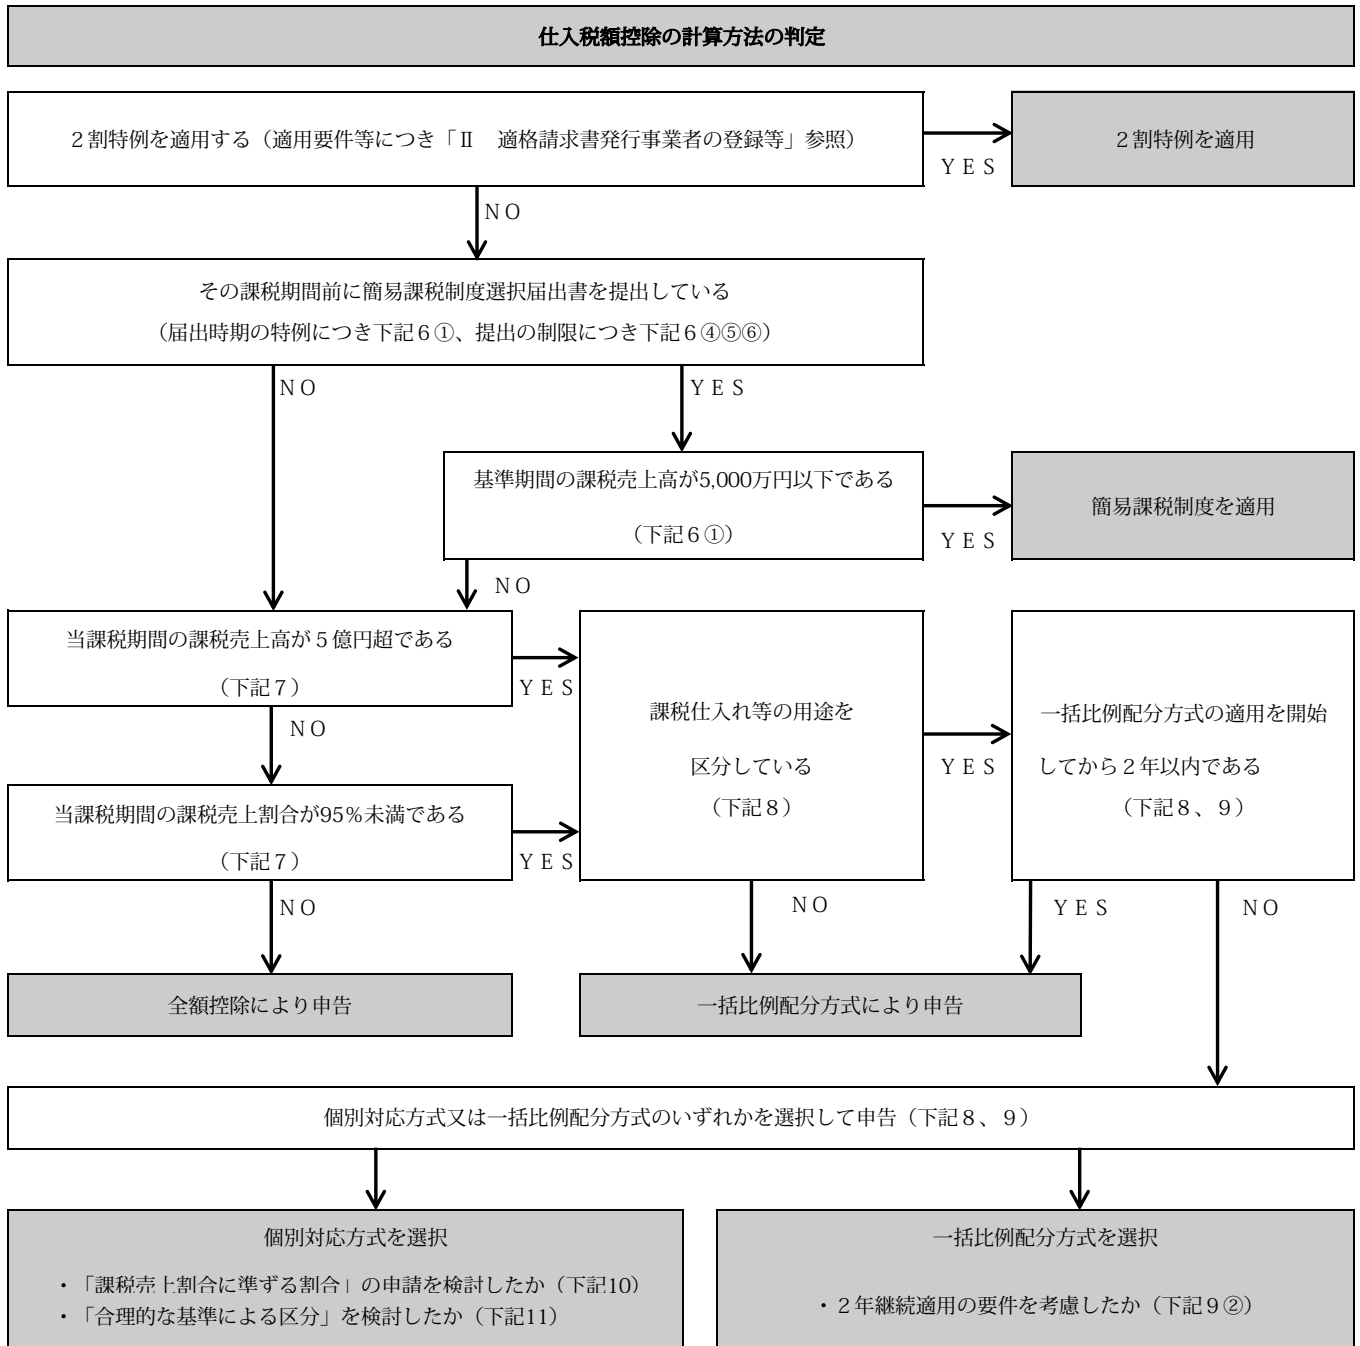 仕入税額控除の計算方法の判定
２割特例を適用する（適用要件等につき「Ⅱ　適格請求書発行事業者の登録等」参照）
ＹＥＳ
２割特例を適用
ＮＯ
その課税期間前に簡易課税制度選択届出書を提出している
（届出時期の特例につき下記６①、提出の制限につき下記６④⑤⑥）
ＮＯ
ＹＥＳ
基準期間の課税売上高が5,000万円以下である
（下記６①）
ＹＥＳ
簡易課税制度を適用
ＮＯ
当課税期間の課税売上高が５億円超である
（下記７）
ＹＥＳ
ＮＯ
当課税期間の課税売上割合が95％未満である
（下記７）
ＹＥＳ
課税仕入れ等の用途を
区分している
（下記８）
ＹＥＳ
一括比例配分方式の適用を開始
してから２年以内である
（下記８、９）
ＮＯ
ＮＯ
ＹＥＳ
ＮＯ
全額控除により申告
一括比例配分方式により申告
個別対応方式又は一括比例配分方式のいずれかを選択して申告（下記８、９）
個別対応方式を選択
・「課税売上割合に準ずる割合」の申請を検討したか（下記10）
・「合理的な基準による区分」を検討したか（下記11）
一括比例配分方式を選択
・２年継続適用の要件を考慮したか（下記９②）